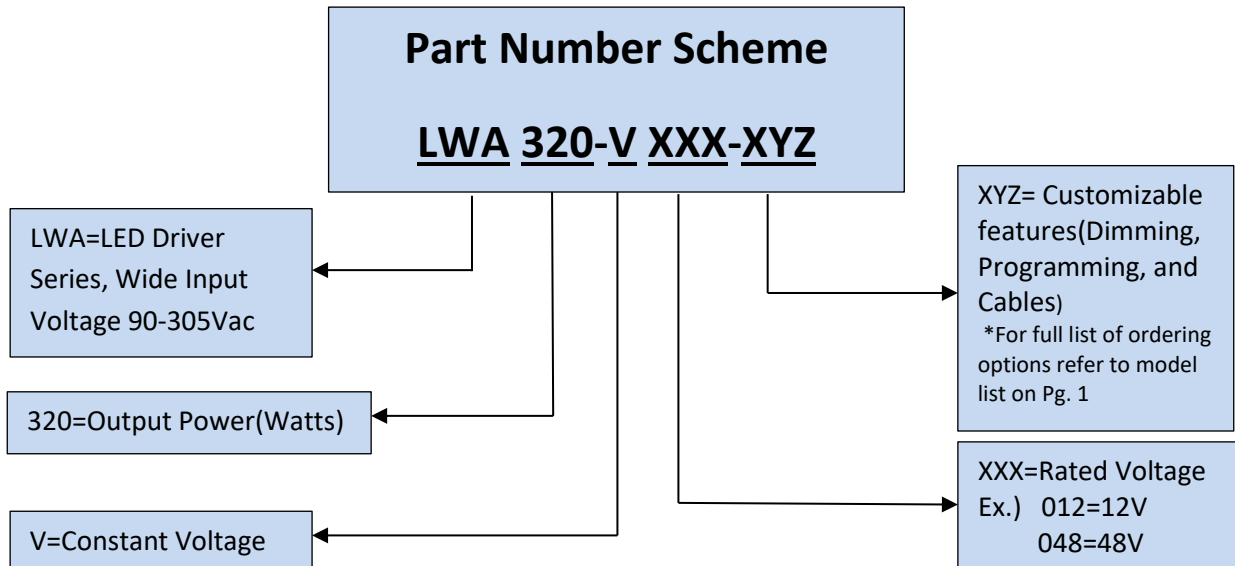 Part Number Scheme
LWA 320-V XXX-XYZ
LWA=LED Driver
Series, Wide Input
Voltage 90-305Vac
320=Output Power(Watts)
V=Constant Voltage
XYZ= Customizable
features(Dimming,
Programming, and
Cables)
*For full list of ordering
options refer to model
list on Pg. 1
XXX=Rated Voltage
Ex.) 012=12V
048=48V